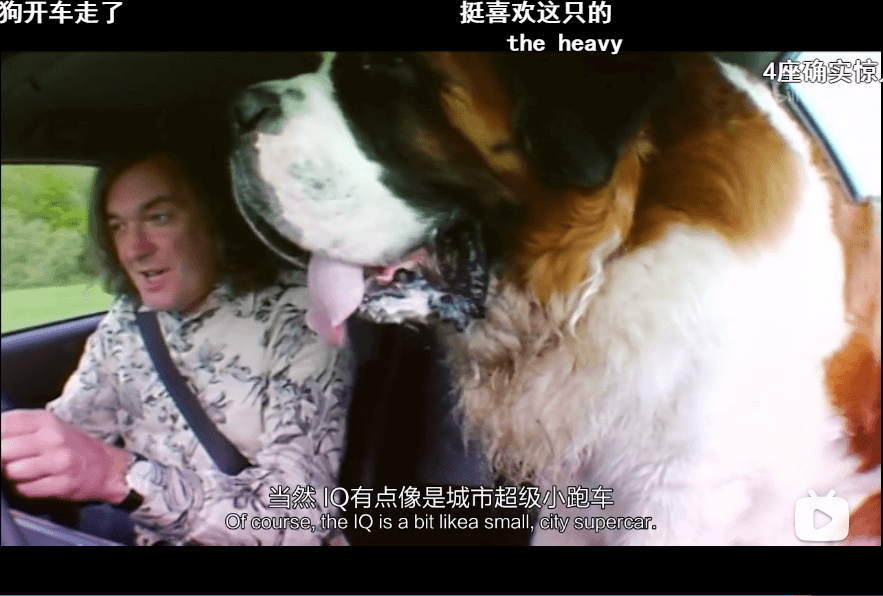 狗开车走了
挺喜欢这只的
the heavy
4座确实惊
当然 IQ有点像是城市超级小跑车
Of course, the IQ is a bit likea small, city supercar.